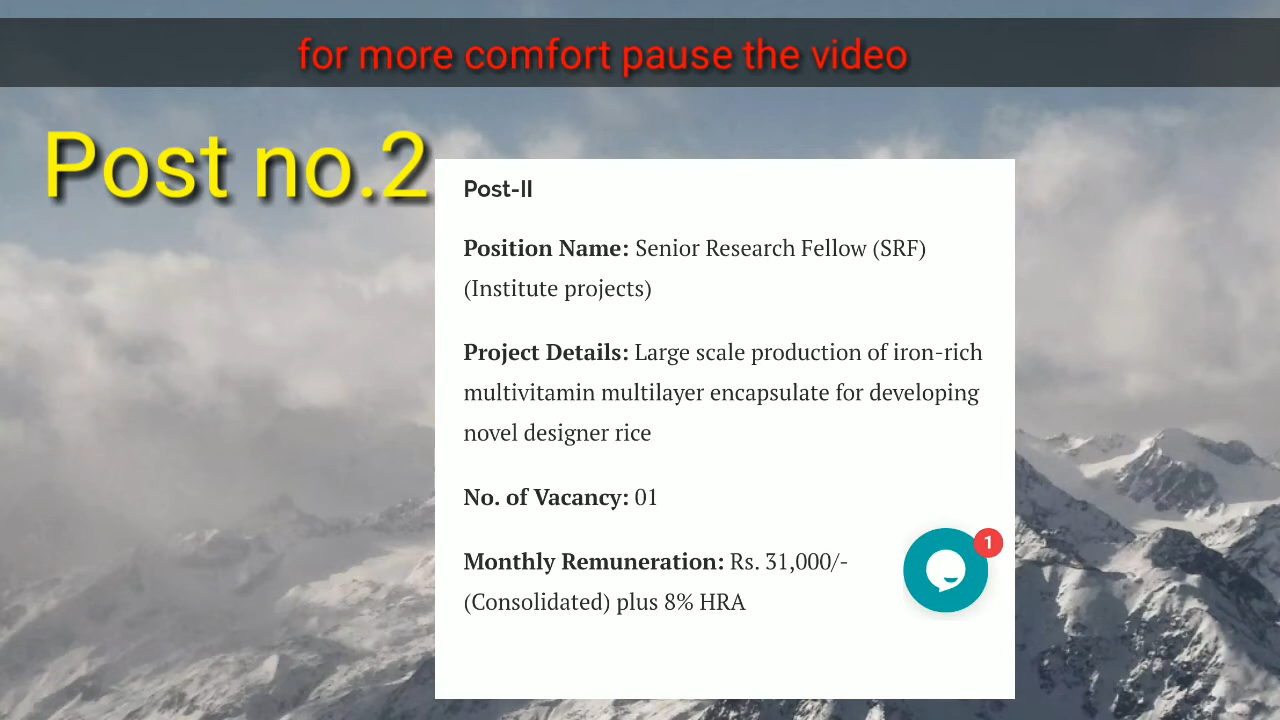 for more comfort pause the video
Post no.2
Post-II
Position Name: Senior Research Fellow (SRF)
(Institute projects)
Project Details: Large scale production of iron-rich
multivitamin multilayer encapsulate for developing
novel designer rice
No. of Vacancy: 01
1
Monthly Remuneration: Rs. 31,000/-
(Consolidated) plus 8% HRA